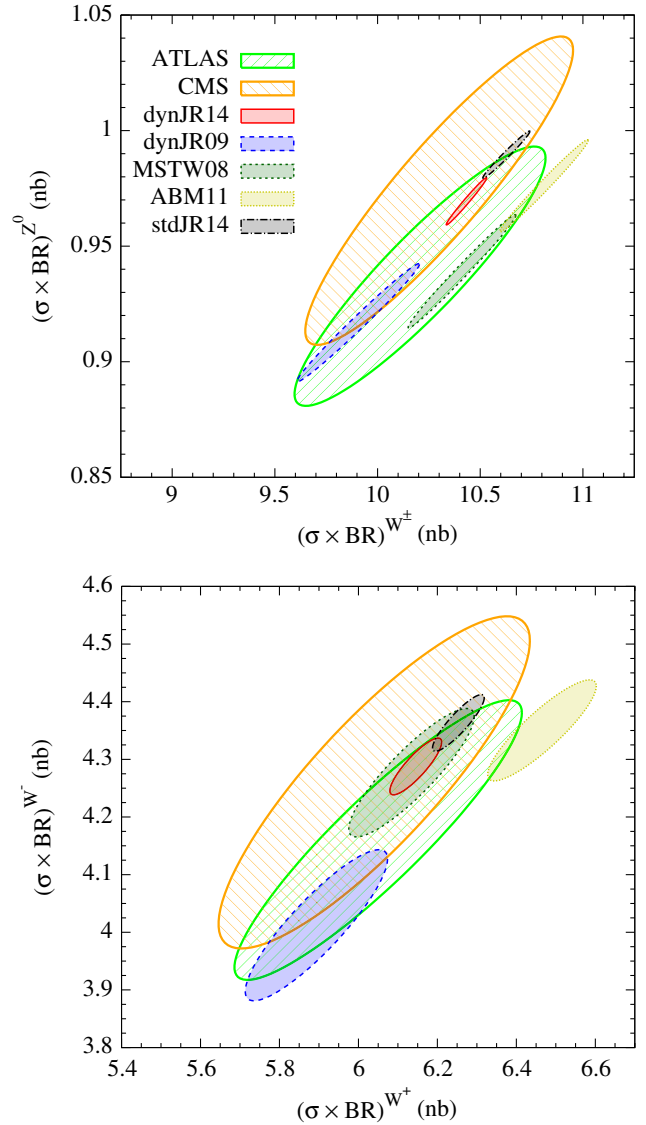 1.05
1
0.95
0.9
0.85
(σ × BR)^Z^0 (nb)
ATLAS
CMS
dynJR14
dynJR09
MSTW08
ABM11
stdJR14
9 9.5 10 10.5 11
(σ × BR)^W^± (nb)
4.6
4.5
4.4
4.3
4.2
4.1
4
3.9
3.8
(σ × BR)^W^- (nb)
5.4 5.6 5.8 6 6.2 6.4 6.6
(σ × BR)^W^+ (nb)